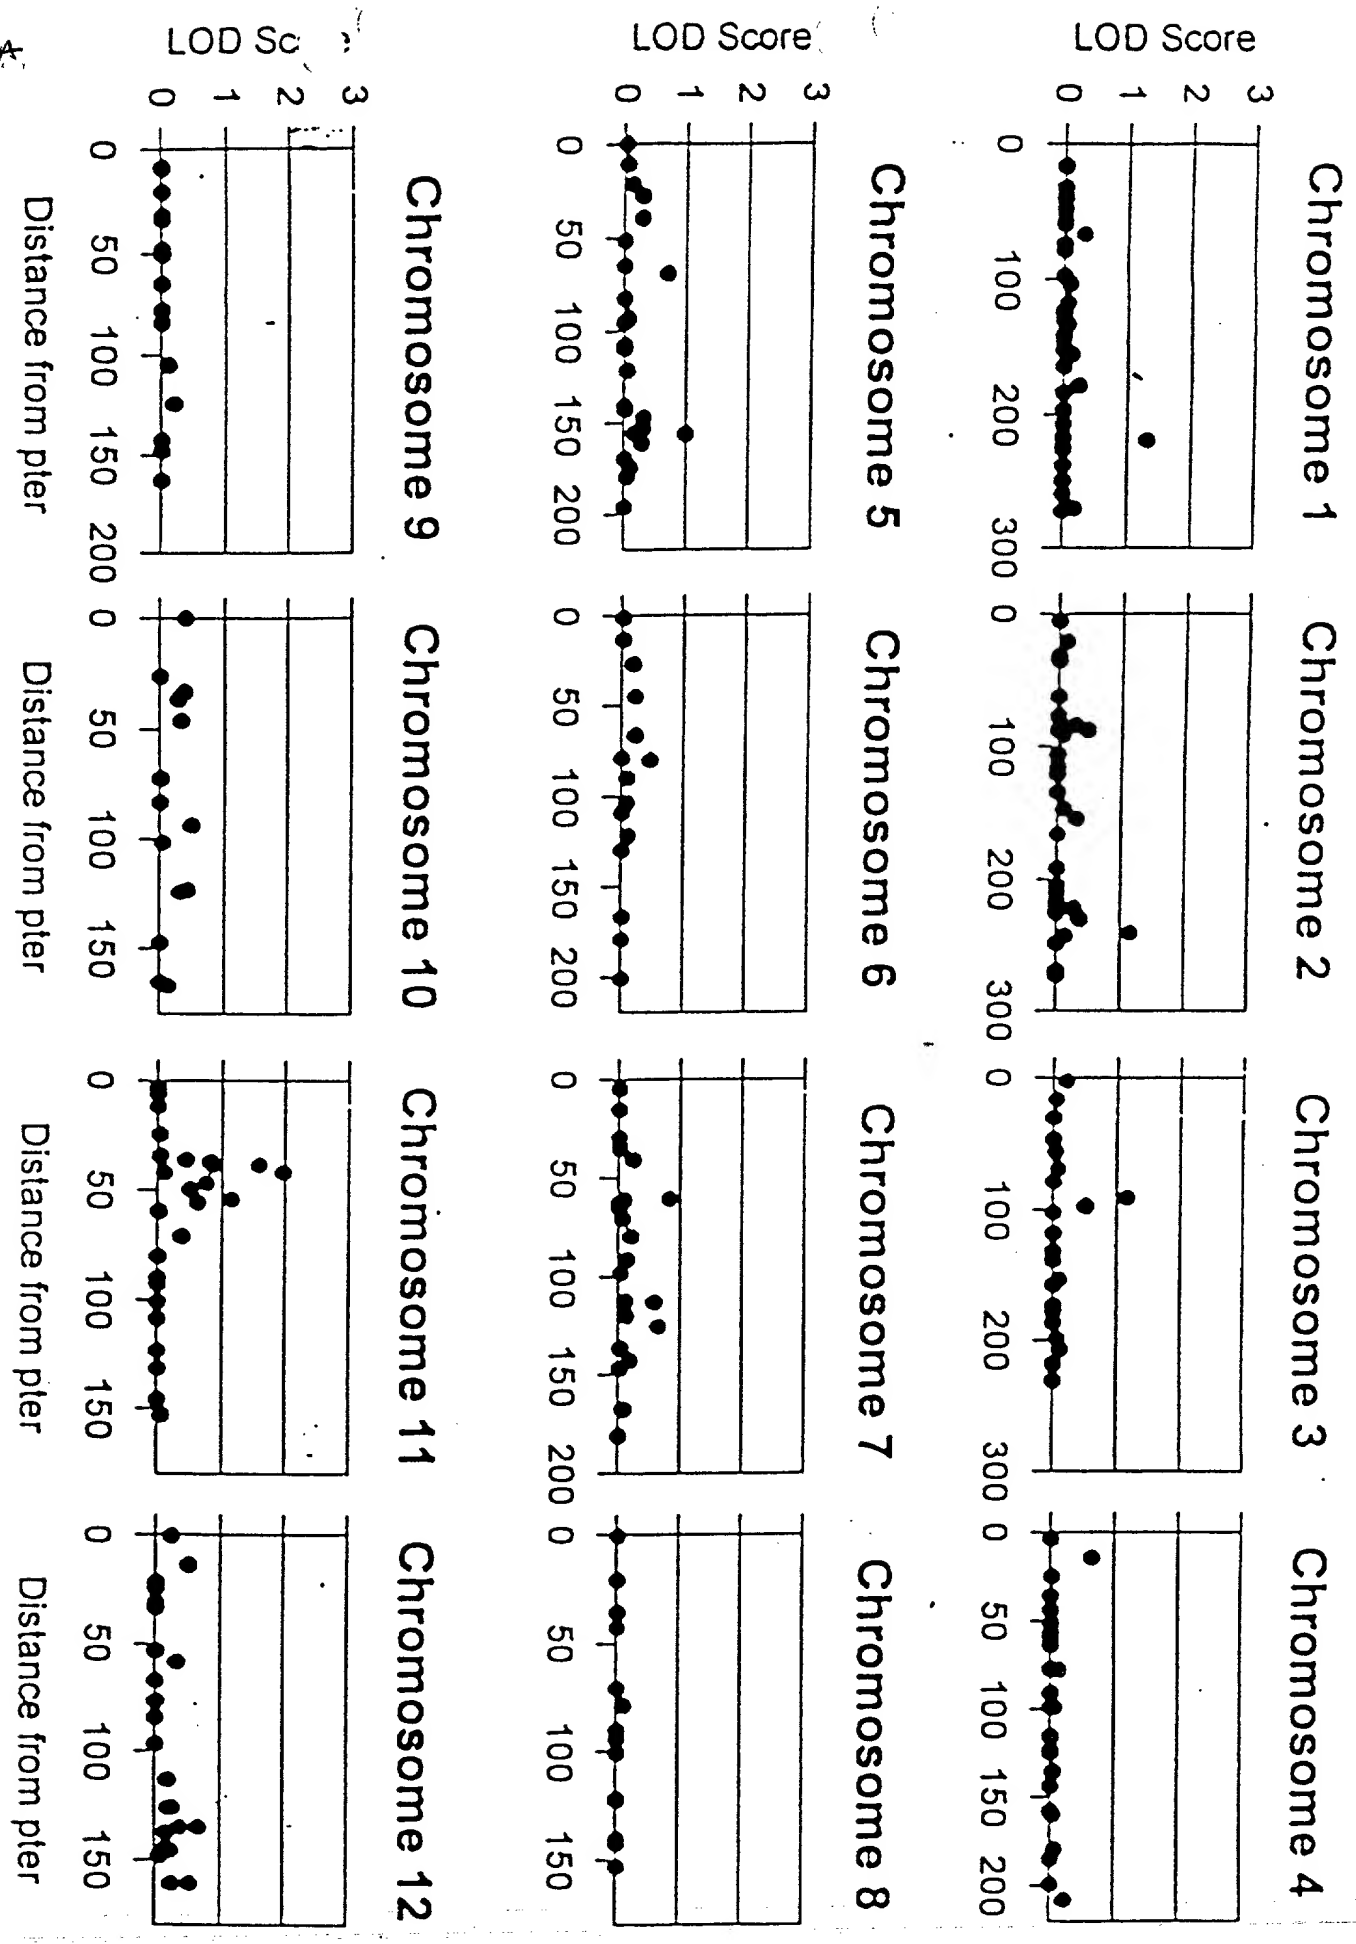 Chromosome 1
Chromosome 2
Chromosome 3
Chromosome 4
LOD Score
3
2
1
0
0 100 200 300
0 100 200 300
0 100 200 300
0 50 100 150 200
Chromosome 5
Chromosome 6
Chromosome 7
Chromosome 8
LOD Score
3
2
1
0
0 50 100 150 200
0 50 100 150 200
0 50 100 150 200
0 50 100 150
Chromosome 9
Chromosome 10
Chromosome 11
Chromosome 12
LOD
3
2
1
0
0 50 100 150 200
0 50 100 150
0 50 100 150
0 50 100 150
Distance from pter
Distance from pter
Distance from pter
Distance from pter